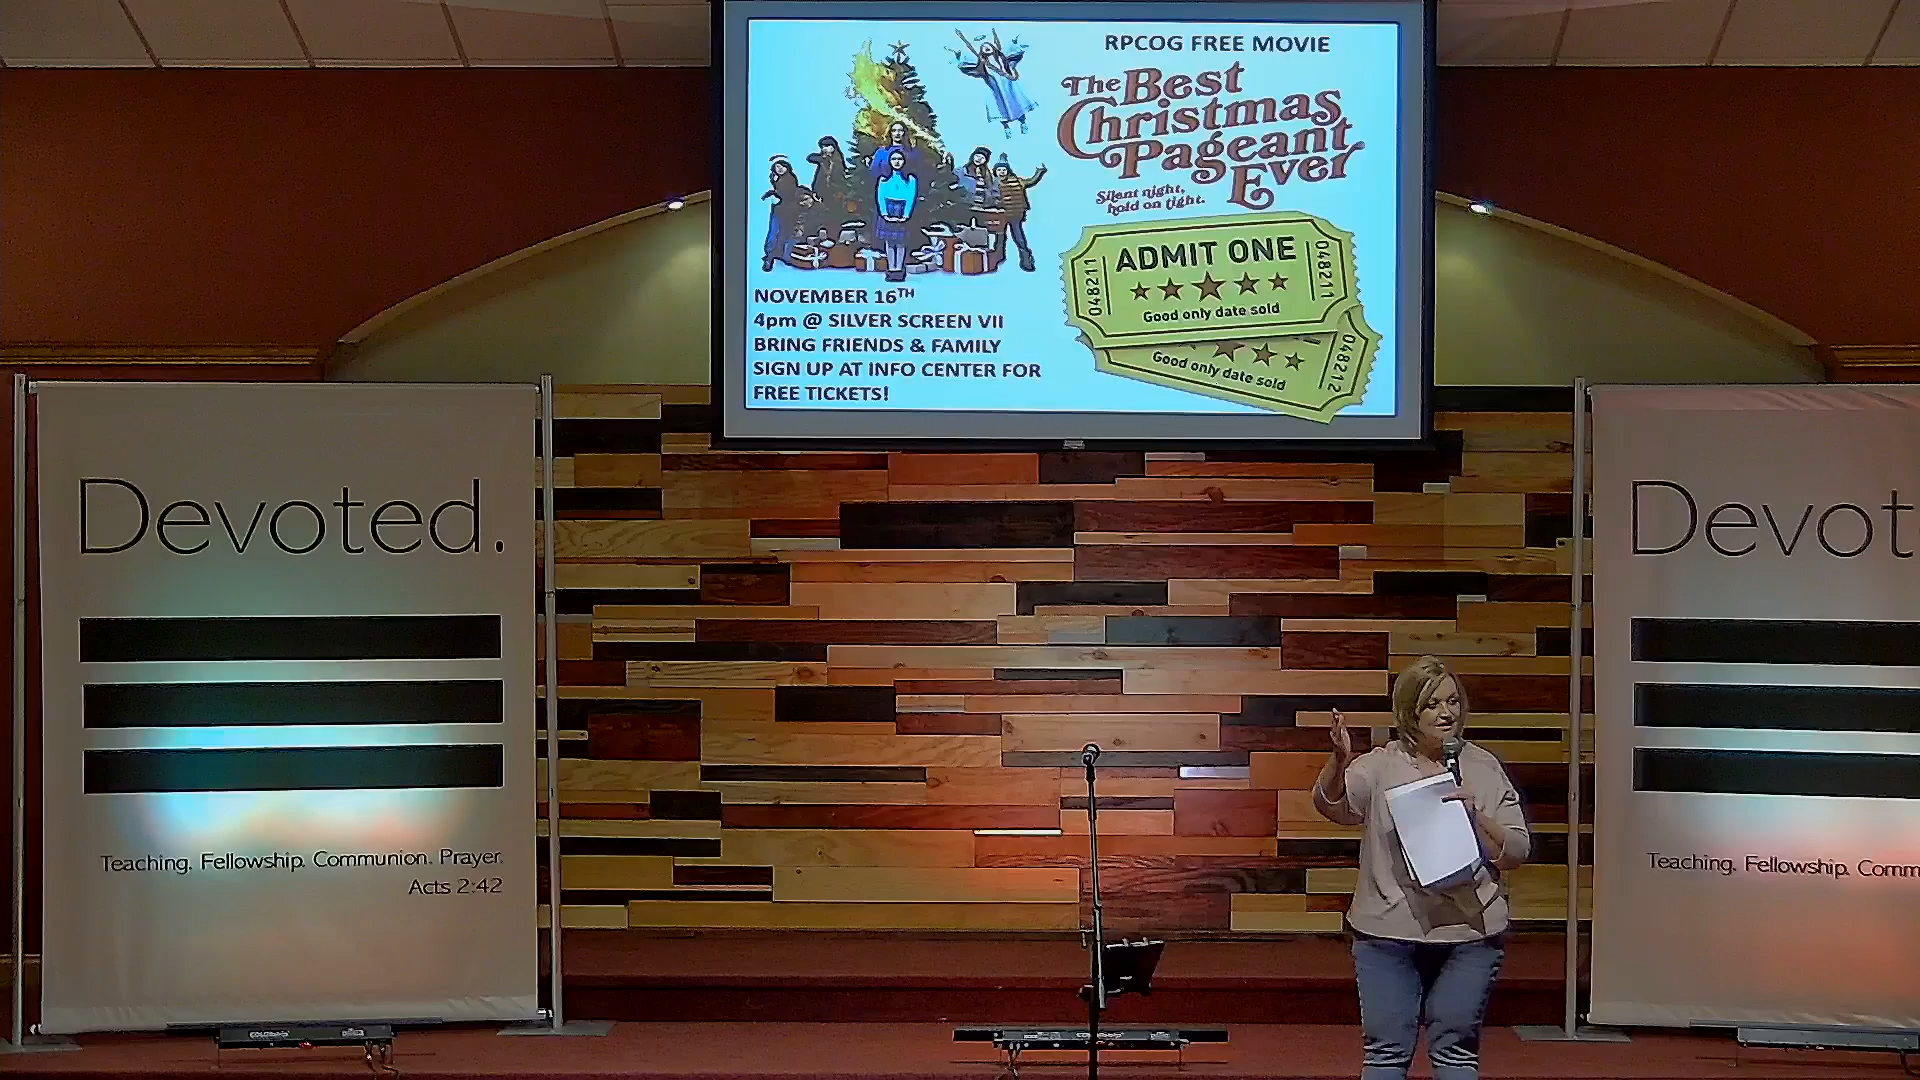 RPCOG FREE MOVIE
The Best
Christmas
Pageant
Ever
Silent night,
hold on tight.
ADMIT ONE
048211
048211
Good only date sold
Good only date sold
048212
NOVEMBER 16TH
4pm @ SILVER SCREEN VII
BRING FRIENDS & FAMILY
SIGN UP AT INFO CENTER FOR
FREE TICKETS!
Devoted.
Teaching. Fellowship. Communion. Prayer.
Acts 2:42
Devot
Teaching. Fellowship. Comm